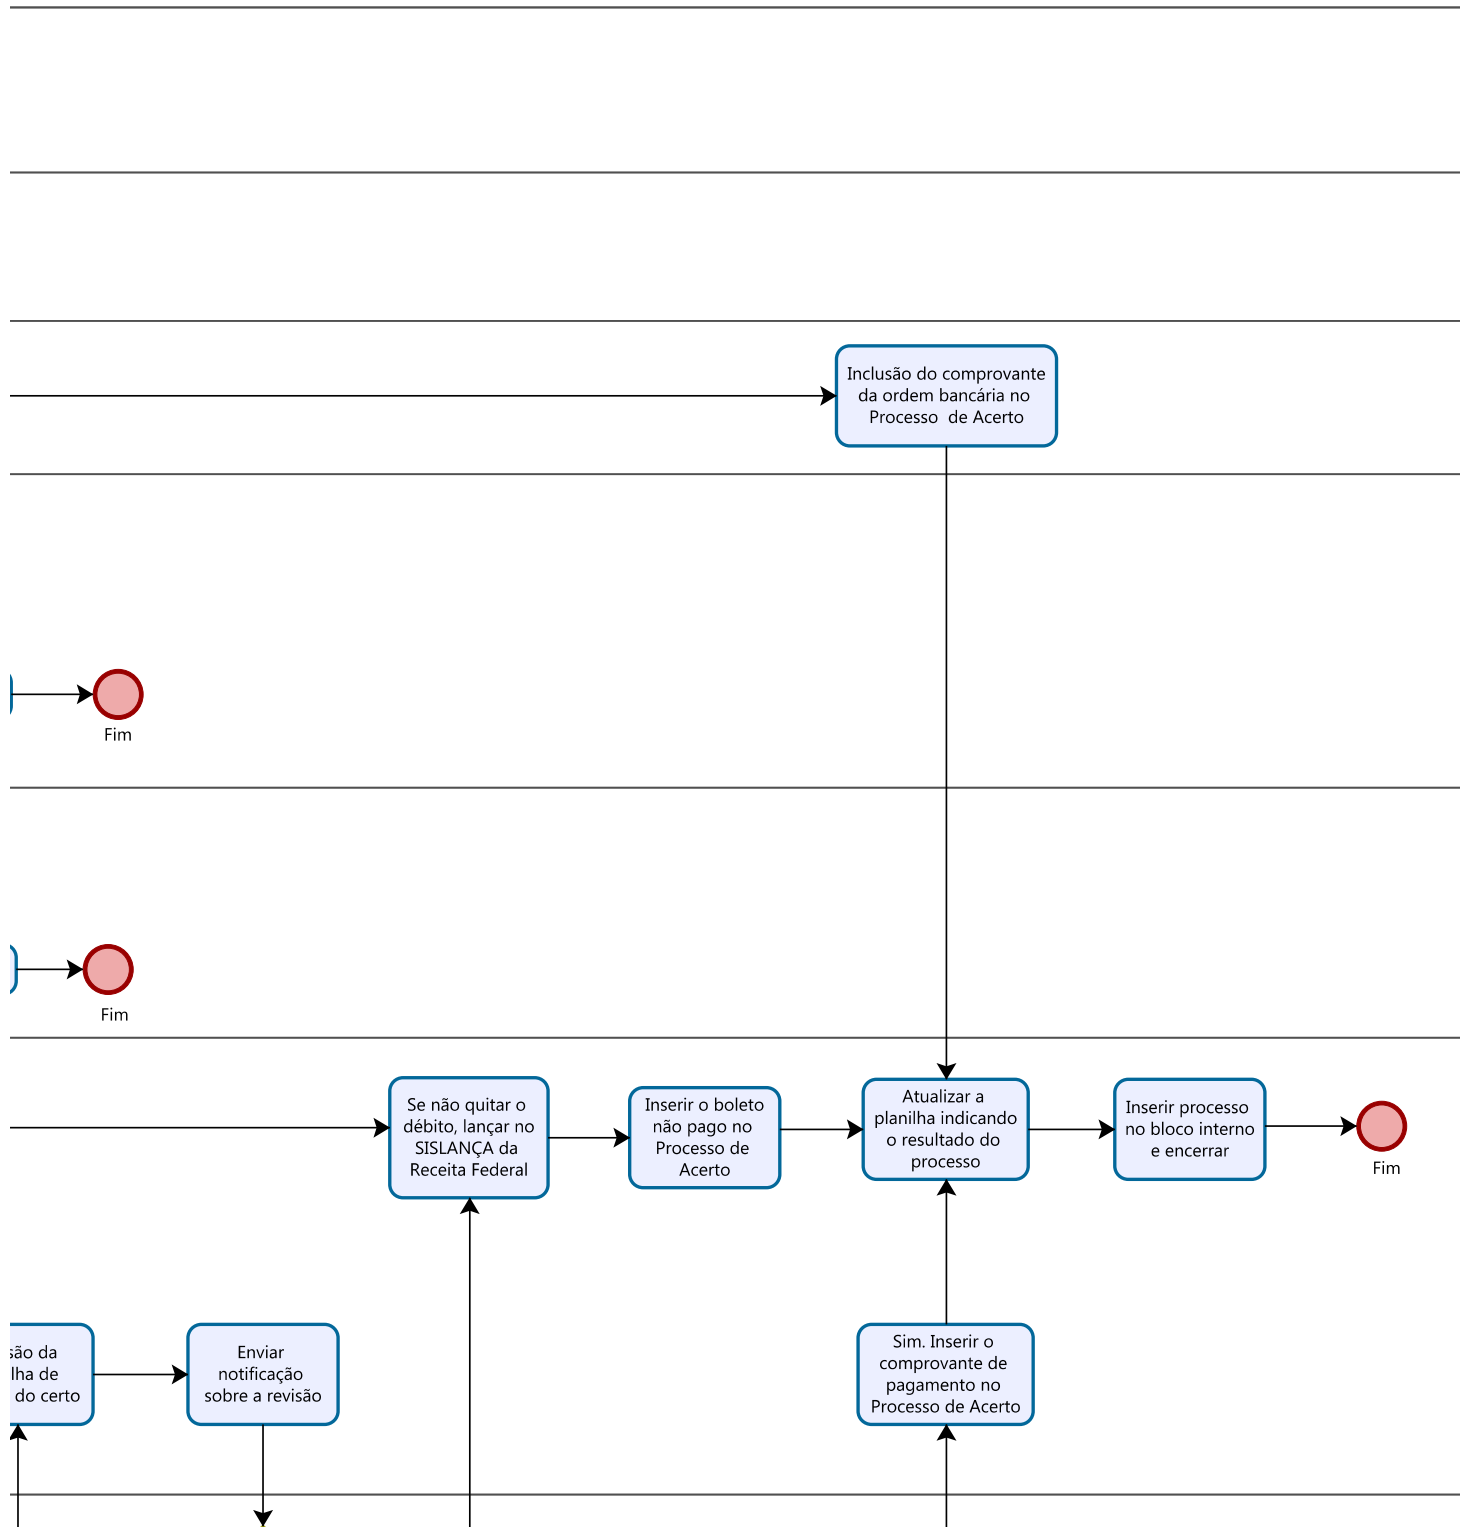 Inclusão do comprovante
da ordem bancária no
Processo de Acerto
Fim
Fim
Se não quitar o
débito, lançar no
SISLANÇA da
Receita Federal
Inserir o boleto
não pago no
Processo de
Acerto
Atualizar a
planilha indicando
o resultado do
processo
Inserir processo
no bloco interno
e encerrar
Fim
são da
lha de
do certo
Enviar
notificação
sobre a revisão
Sim. Inserir o
comprovante de
pagamento no
Processo de Acerto